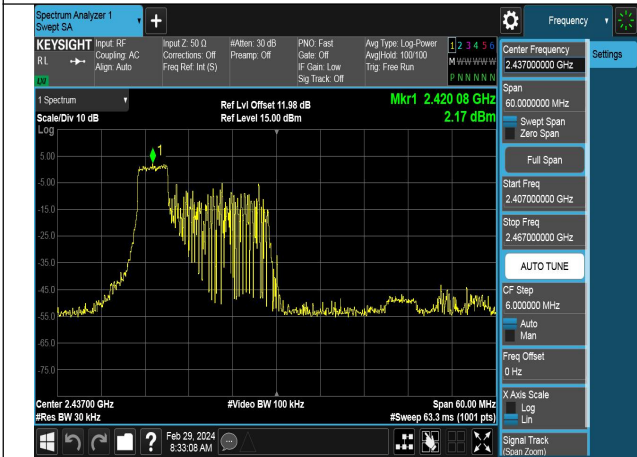 Spectrum Analyzer 1
Swept SA
Frequency
KEYSIGHT
RL
LXI
Input: RF
Coupling: AC
Align: Auto
Input Z: 50 Ω
Corrections: Off
Freq Ref: Int (S)
#Atten: 30 dB
Preamp: Off
PNO: Fast
Gate: Off
IF Gain: Low
Sig Track: Off
Avg Type: Log-Power
Avg|Hold: 100/100
Trig: Free Run
1 2 3 4 5 6
M W W W W W
P N N N N N
Center Frequency
2.437000000 GHz
Settings
Span
60.0000000 MHz
Swept Span
Zero Span
Full Span
Start Freq
2.407000000 GHz
Stop Freq
2.467000000 GHz
AUTO TUNE
CF Step
6.000000 MHz
Auto
Man
Freq Offset
0 Hz
X Axis Scale
Log
Lin
Signal Track
(Span Zoom)
1 Spectrum
Scale/Div 10 dB
Ref Lvl Offset 11.98 dB
Ref Level 15.00 dBm
Mkr1 2.420 08 GHz
2.17 dBm
Log
1
5.00
-5.00
-15.0
-25.0
-35.0
-45.0
-55.0
-65.0
-75.0
Center 2.43700 GHz
#Video BW 100 kHz
Span 60.00 MHz
#Res BW 30 kHz
#Sweep 63.3 ms (1001 pts)
?
Feb 29, 2024
8:33:08 AM